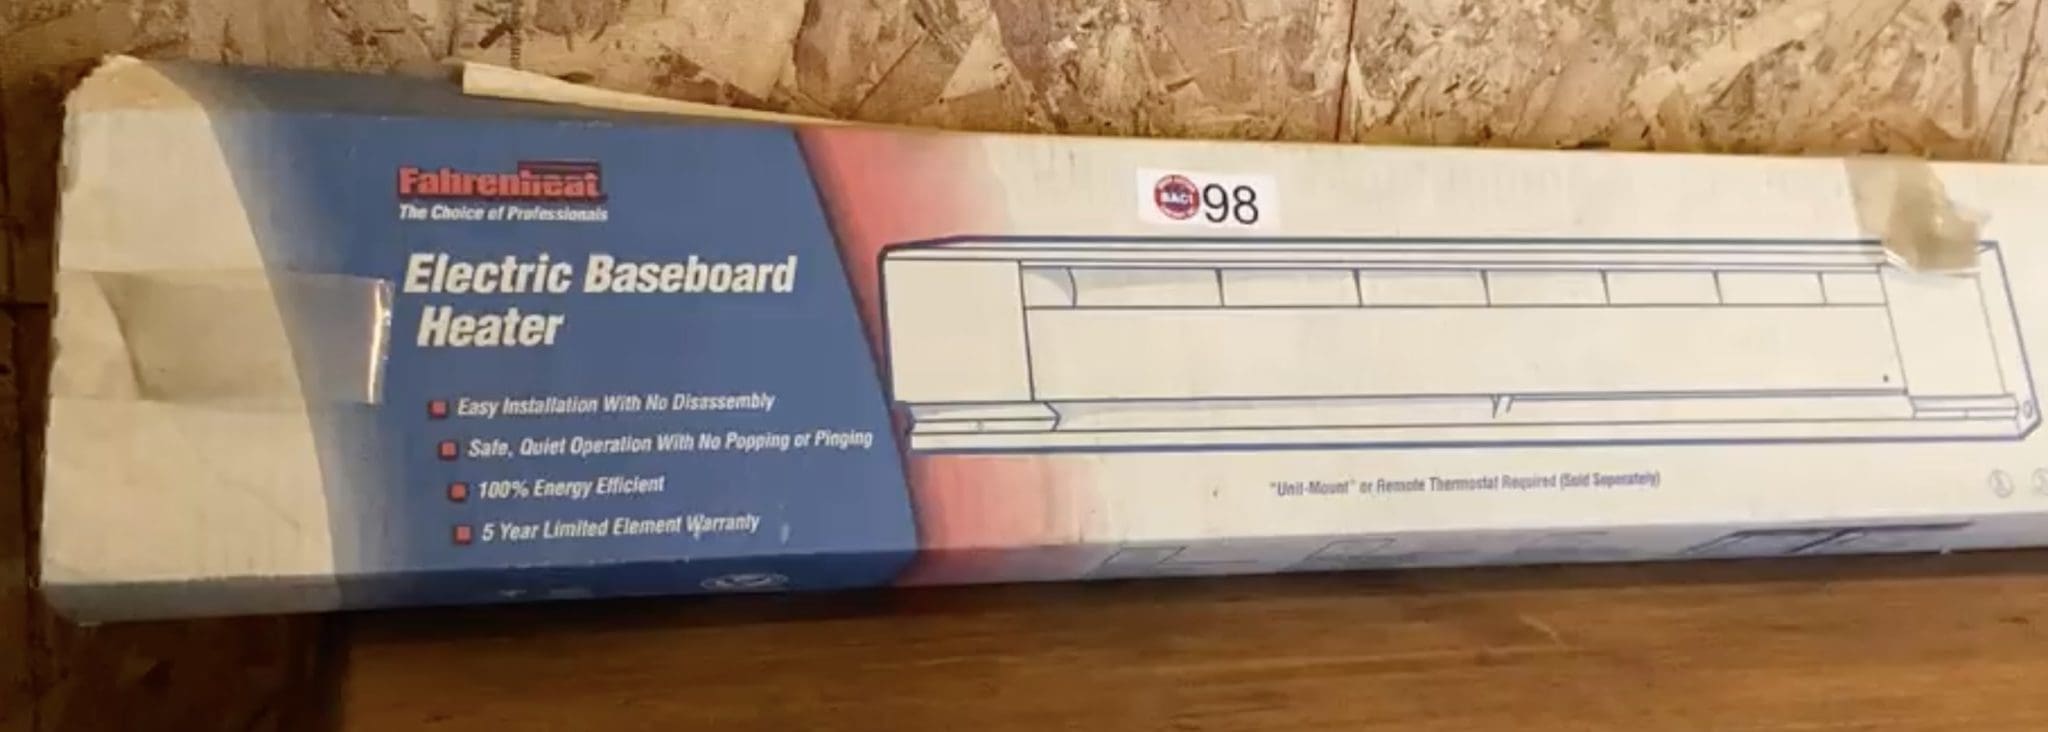 Fahrenheat
The Choice of Professionals
Electric Baseboard
Heater
Easy Installation With No Disassembly
Safe, Quiet Operation With No Popping or Pinging
100% Energy Efficient
5 Year Limited Element Warranty
98
"Unit-Mount" or Remote Thermostat Required (Sold Seperately)